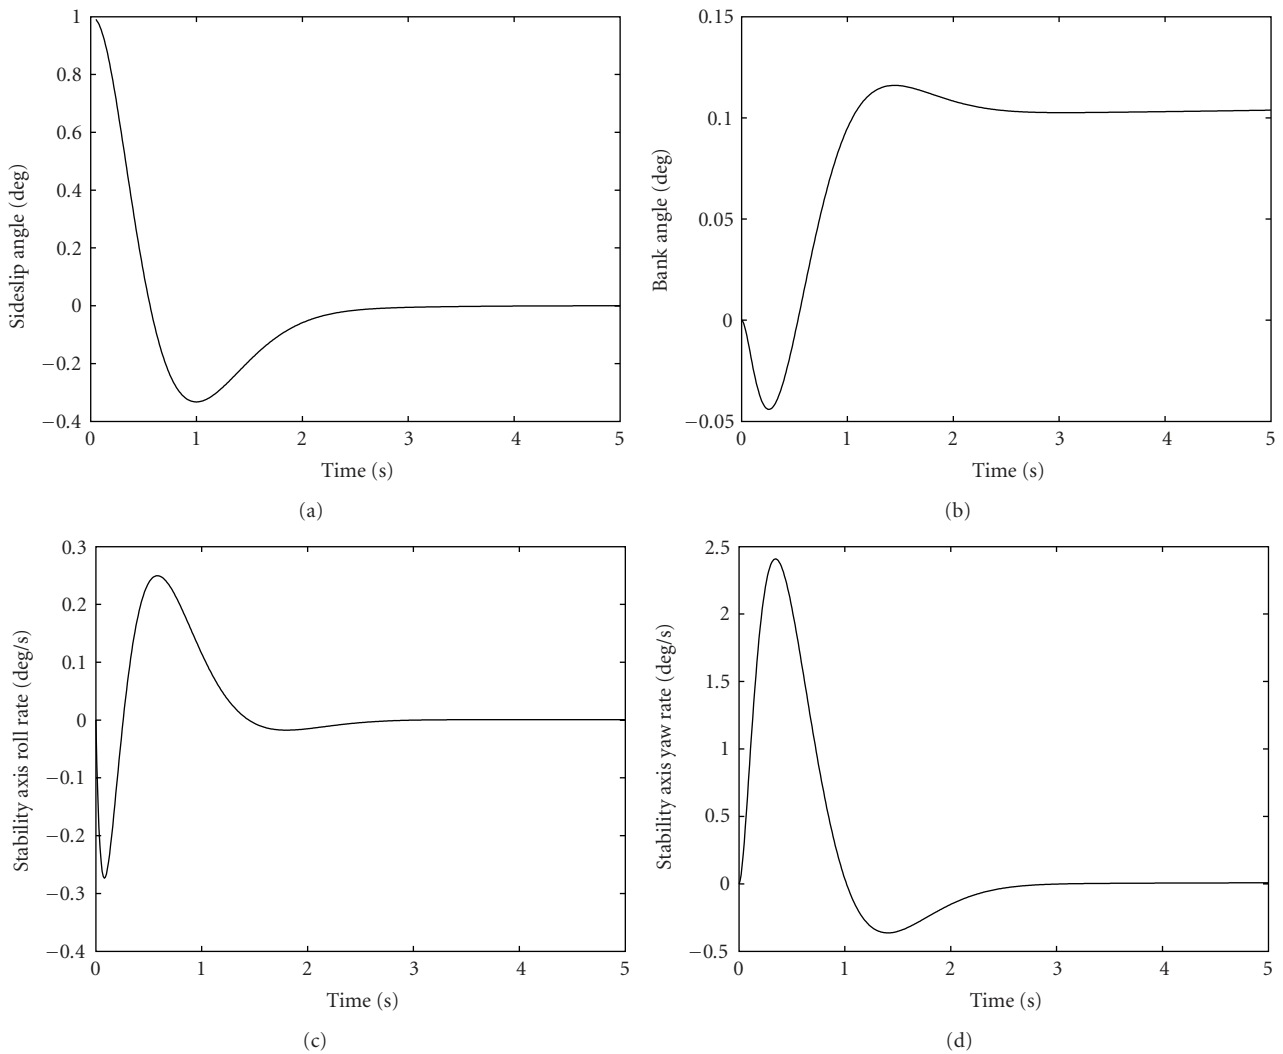 1
0.8
0.6
0.4
0.2
0
−0.2
−0.4
Sideslip angle (deg)
0 1 2 3 4 5
Time (s)
(a)
0.15
0.1
0.05
0
−0.05
Bank angle (deg)
0 1 2 3 4 5
Time (s)
(b)
0.3
0.2
0.1
0
−0.1
−0.2
−0.3
−0.4
Stability axis roll rate (deg/s)
0 1 2 3 4 5
Time (s)
(c)
2.5
2
1.5
1
0.5
0
−0.5
Stability axis yaw rate (deg/s)
0 1 2 3 4 5
Time (s)
(d)